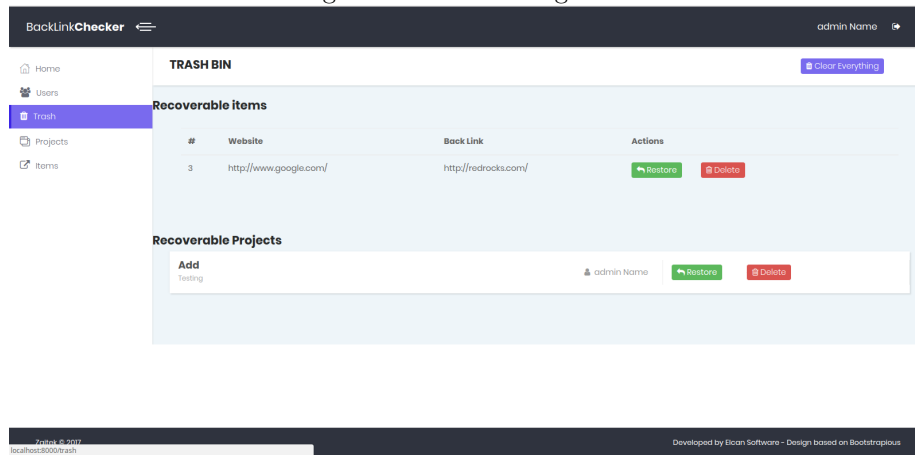 BackLinkChecker
admin Name
Home
Users
Trash
Projects
Items
TRASH BIN
Clear Everything
Recoverable items
# Website Back Link Actions
3 http://www.google.com/ http://redrocks.com/ Restore Delete
Recoverable Projects
Add
Testing
admin Name Restore Delete
Zaitek © 2017
Developed by Elcan Software - Design based on Bootstrapious
localhost:8000/trash